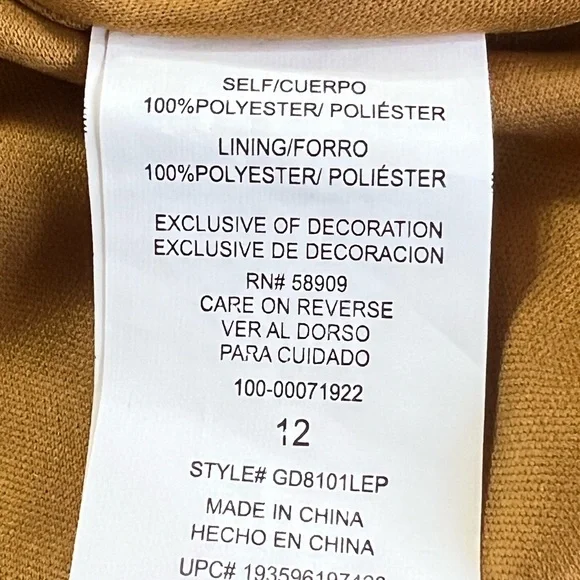 SELF/CUERPO
100%POLYESTER/ POLIÉSTER
LINING/FORRO
100%POLYESTER/ POLIÉSTER
EXCLUSIVE OF DECORATION
EXCLUSIVE DE DECORACION
RN# 58909
CARE ON REVERSE
VER AL DORSO
PARA CUIDADO
100-00071922
12
STYLE# GD8101LEP
MADE IN CHINA
HECHO EN CHINA
UPC#